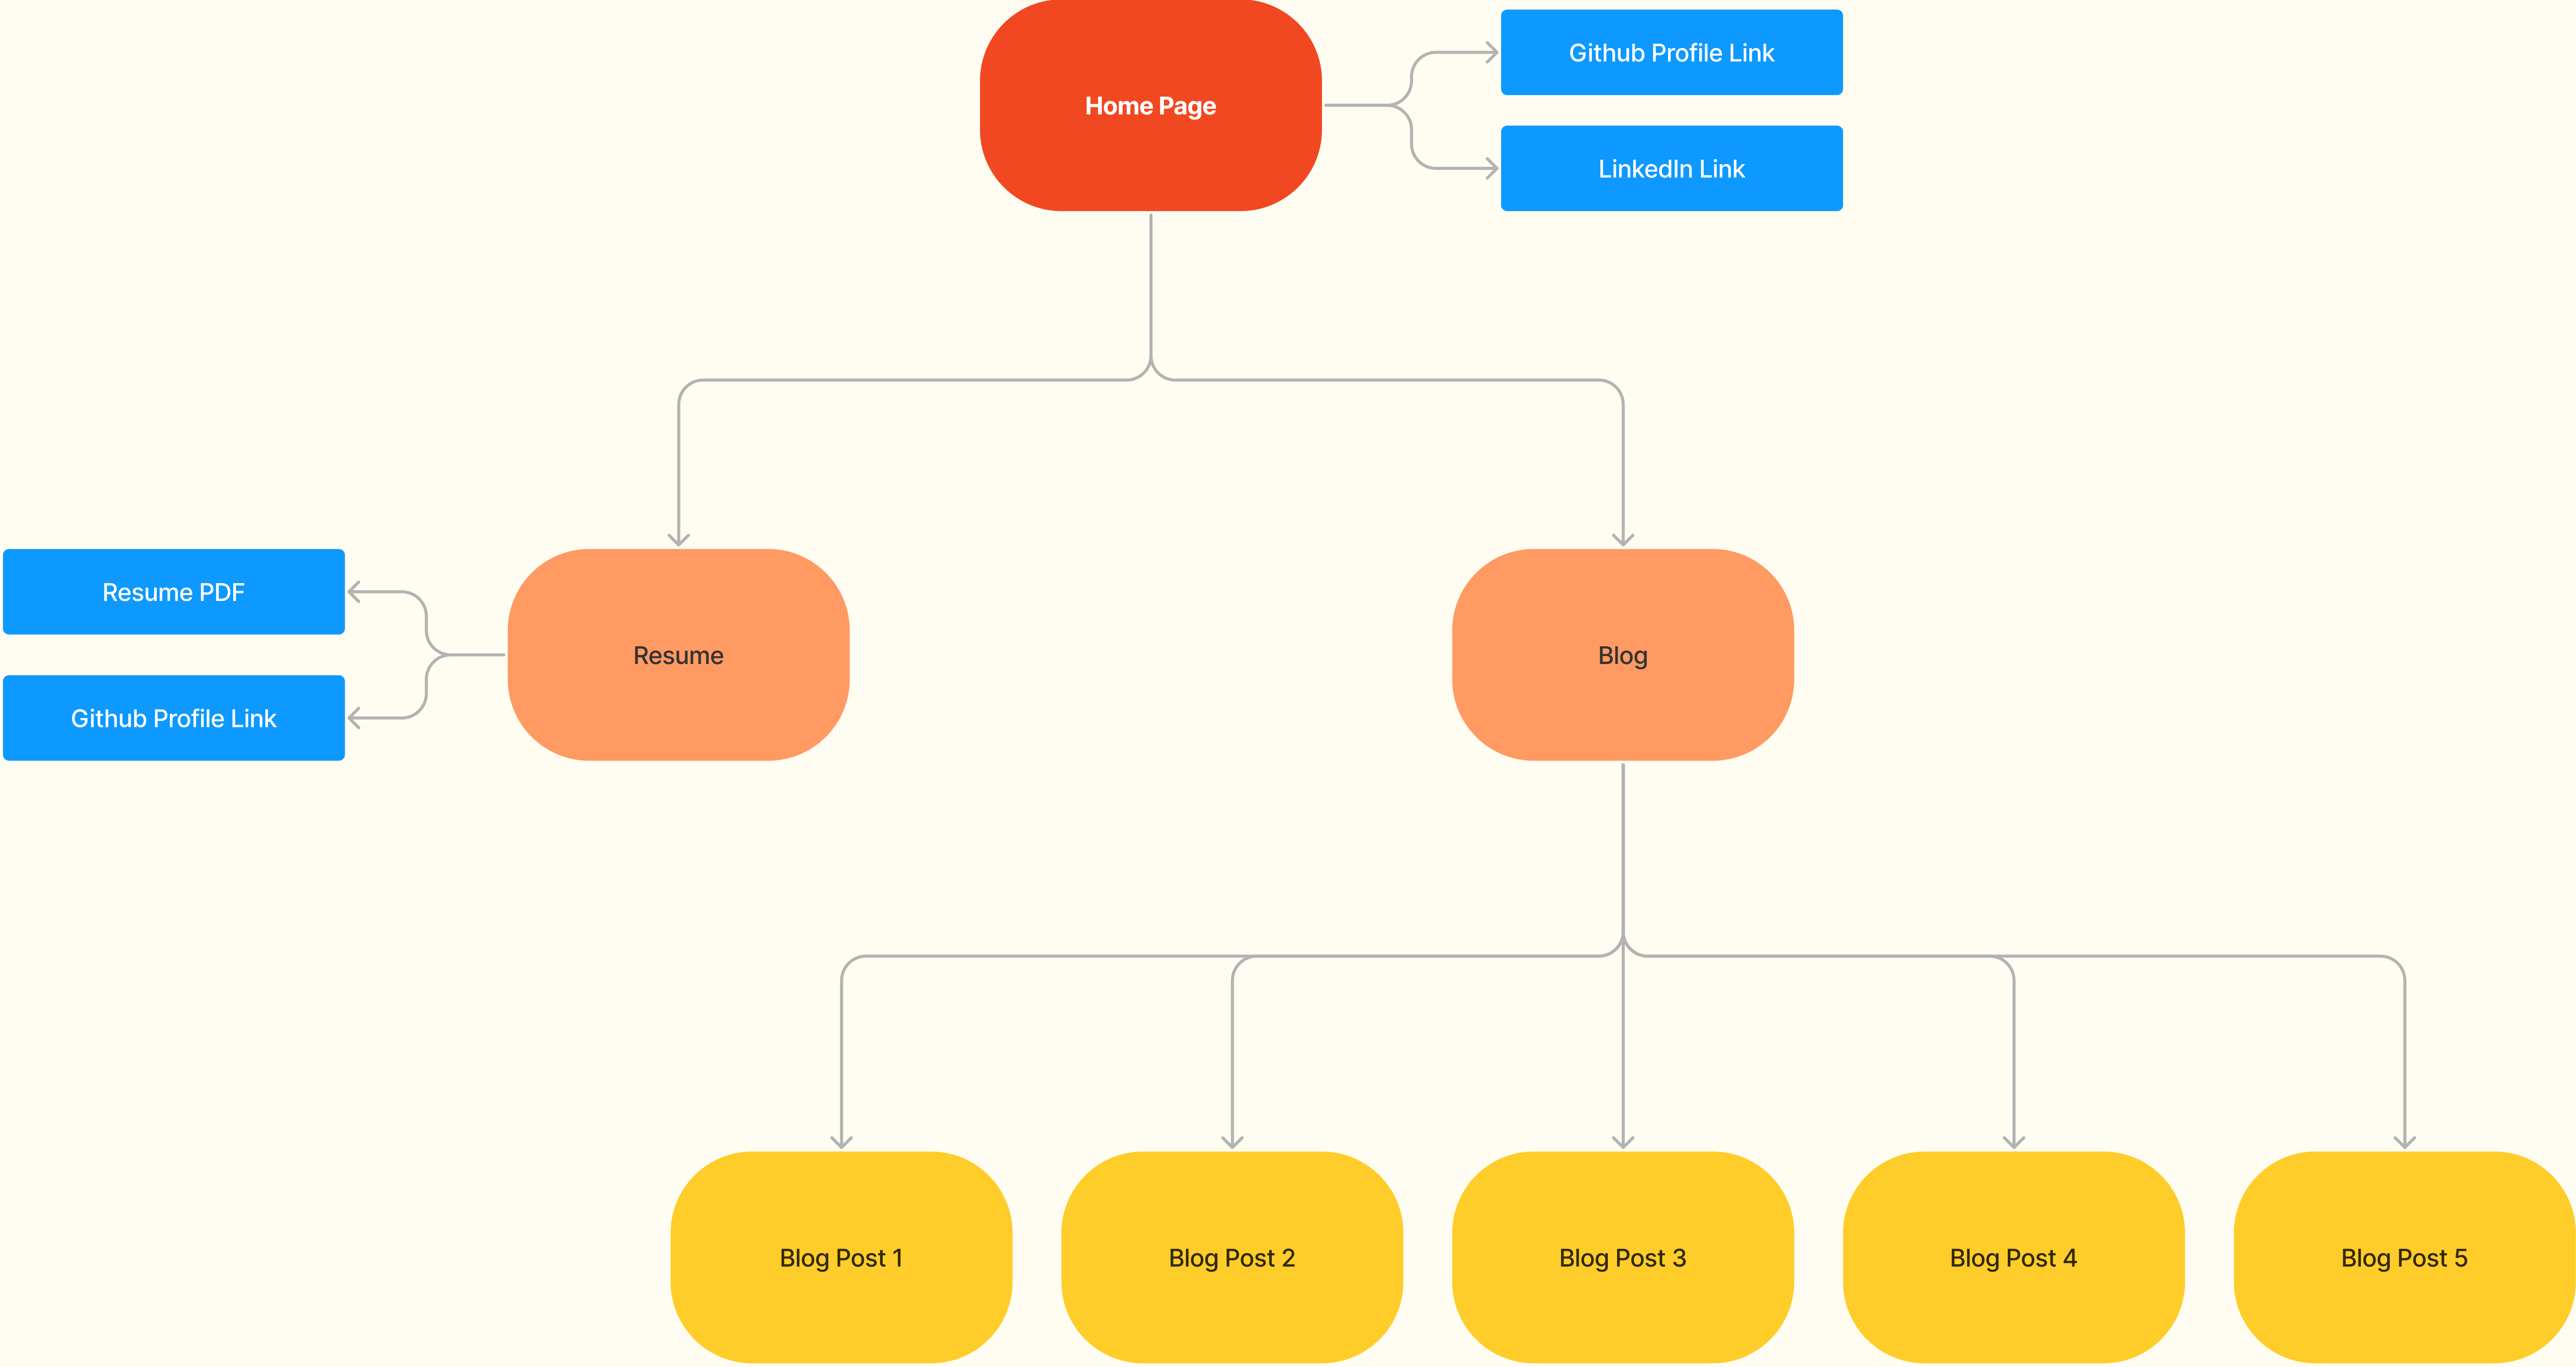 Home Page
Github Profile Link
LinkedIn Link
Resume PDF
Github Profile Link
Resume
Blog
Blog Post 1
Blog Post 2
Blog Post 3
Blog Post 4
Blog Post 5